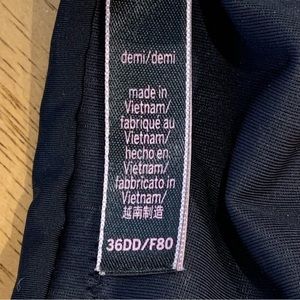 demi/demi
made in
Vietnam/
fabriqué au
Vietnam/
hecho en
Vietnam/
fabbricato in
Vietnam/
越南制造
36DD/F80